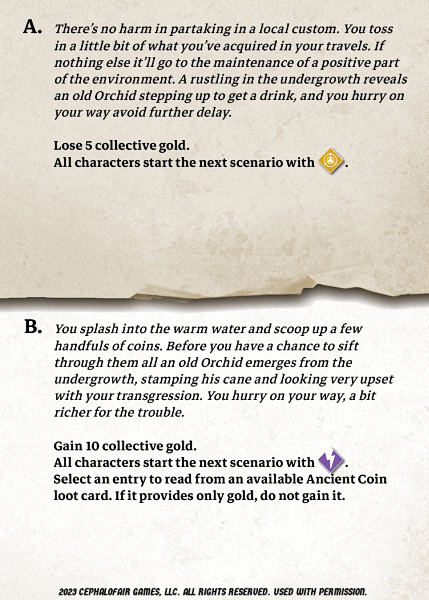 A. There's no harm in partaking in a local custom. You toss
in a little bit of what you've acquired in your travels. If
nothing else it'll go to the maintenance of a positive part
of the environment. A rustling in the undergrowth reveals
an old Orchid stepping up to get a drink, and you hurry on
your way avoid further delay.
Lose 5 collective gold.
All characters start the next scenario with .
B. You splash into the warm water and scoop up a few
handfuls of coins. Before you have a chance to sift
through them all an old Orchid emerges from the
undergrowth, stamping his cane and looking very upset
with your transgression. You hurry on your way, a bit
richer for the trouble.
Gain 10 collective gold.
All characters start the next scenario with .
Select an entry to read from an available Ancient Coin
loot card. If it provides only gold, do not gain it.
2023 CEPHALOFAIR GAMES, LLC. ALL RIGHTS RESERVED. USED WITH PERMISSION.